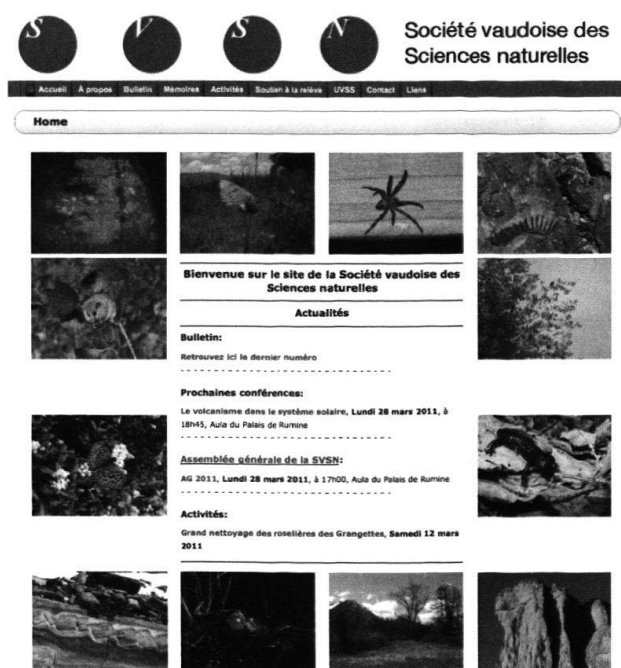 S V S N
Société vaudoise des
Sciences naturelles
Accueil À propos Bulletin Mémoires Activités Soutien à la relève UVSS Contact Liens
Home
Bienvenue sur le site de la Société vaudoise des
Sciences naturelles
Actualités
Bulletin:
Retrouvez ici le dernier numéro
Prochaines conférences:
Le volcanisme dans le système solaire, Lundi 28 mars 2011, à
18h45, Aula du Palais de Rumine
Assemblée générale de la SVSN:
AG 2011, Lundi 28 mars 2011, à 17h00, Aula du Palais de Rumine
Activités:
Grand nettoyage des roselières des Grangettes, Samedi 12 mars
2011